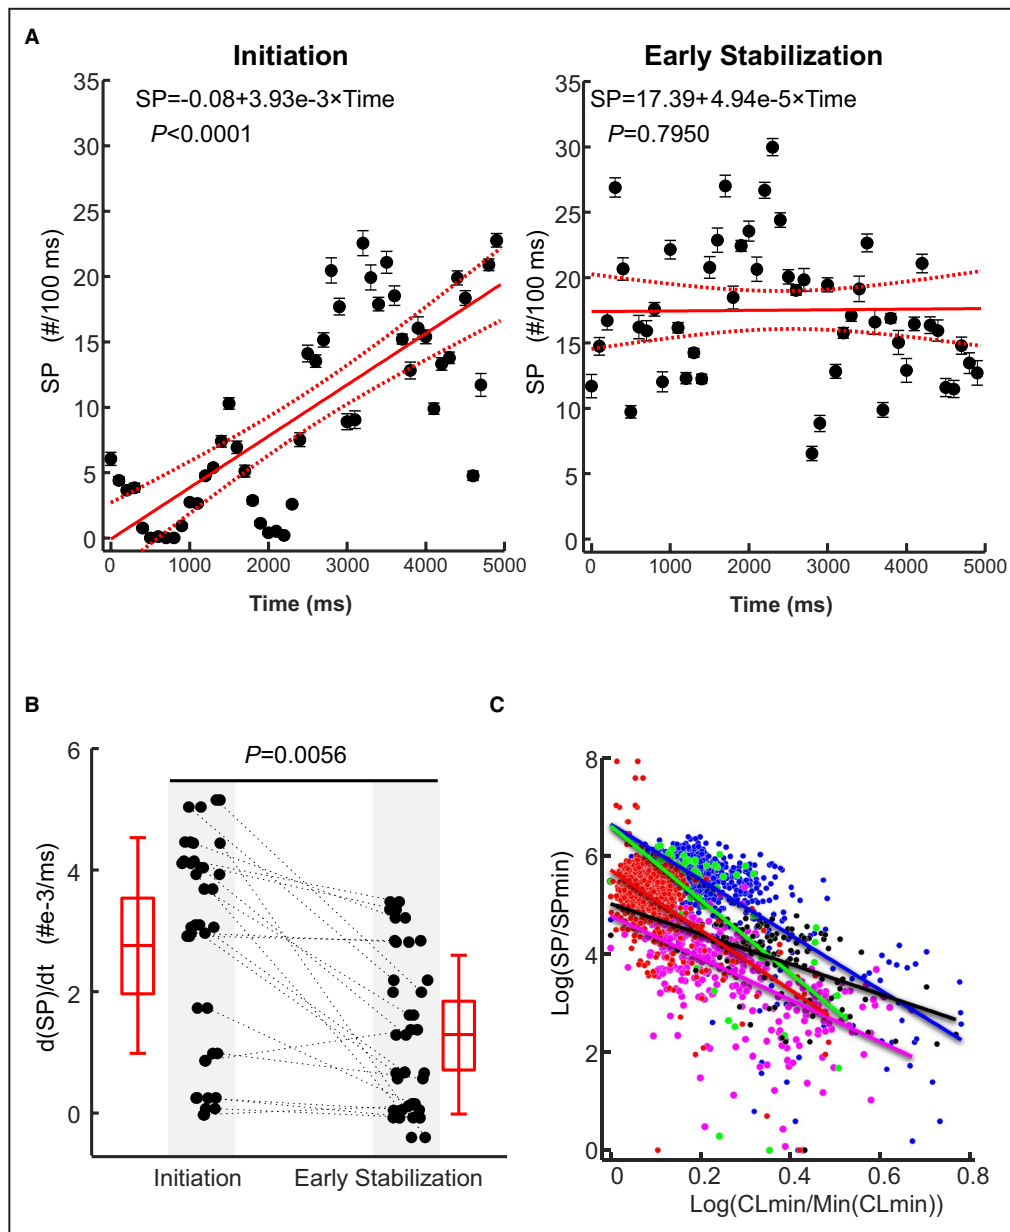 A
Initiation
SP=-0.08+3.93e-3×Time
P<0.0001
35
30
25
20
15
10
5
0
SP (#/100 ms)
0 1000 2000 3000 4000 5000
Time (ms)
Early Stabilization
SP=17.39+4.94e-5×Time
P=0.7950
35
30
25
20
15
10
5
0
SP (#/100 ms)
0 1000 2000 3000 4000 5000
Time (ms)
B
P=0.0056
6
4
2
0
d(SP)/dt (#e-3/ms)
Initiation Early Stabilization
C
8
6
4
2
0
Log(SP/SPmin)
0 0.2 0.4 0.6 0.8
Log(CLmin/Min(CLmin))